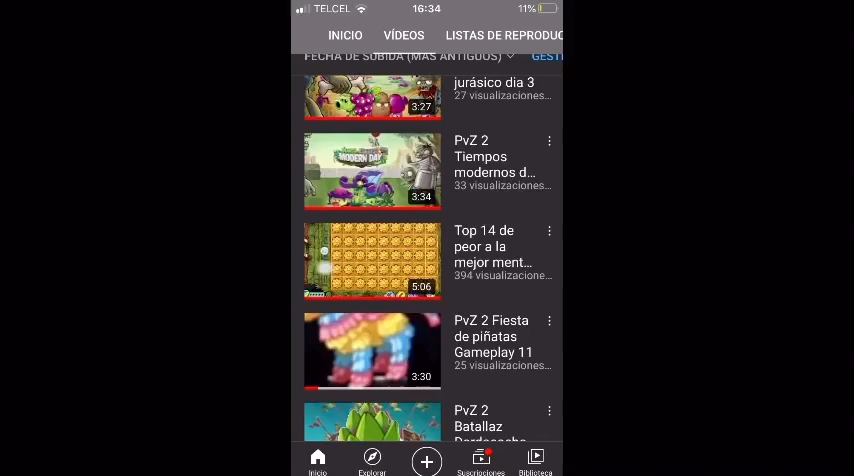 TELCEL 16:34 11%
INICIO VÍDEOS LISTAS DE REPRODUC
FECHA DE SUBIDA (MÁS ANTIGUOS) GESTI
jurásico dia 3
27 visualizaciones...
3:27
PvZ 2
Tiempos
modernos d...
33 visualizaciones...
MODERN DAY
3:34
Top 14 de
peor a la
mejor ment...
394 visualizacione...
5:06
PvZ 2 Fiesta
de piñatas
Gameplay 11
25 visualizaciones...
3:30
PvZ 2
Batallaz
Inicio Explorar Suscripciones Biblioteca